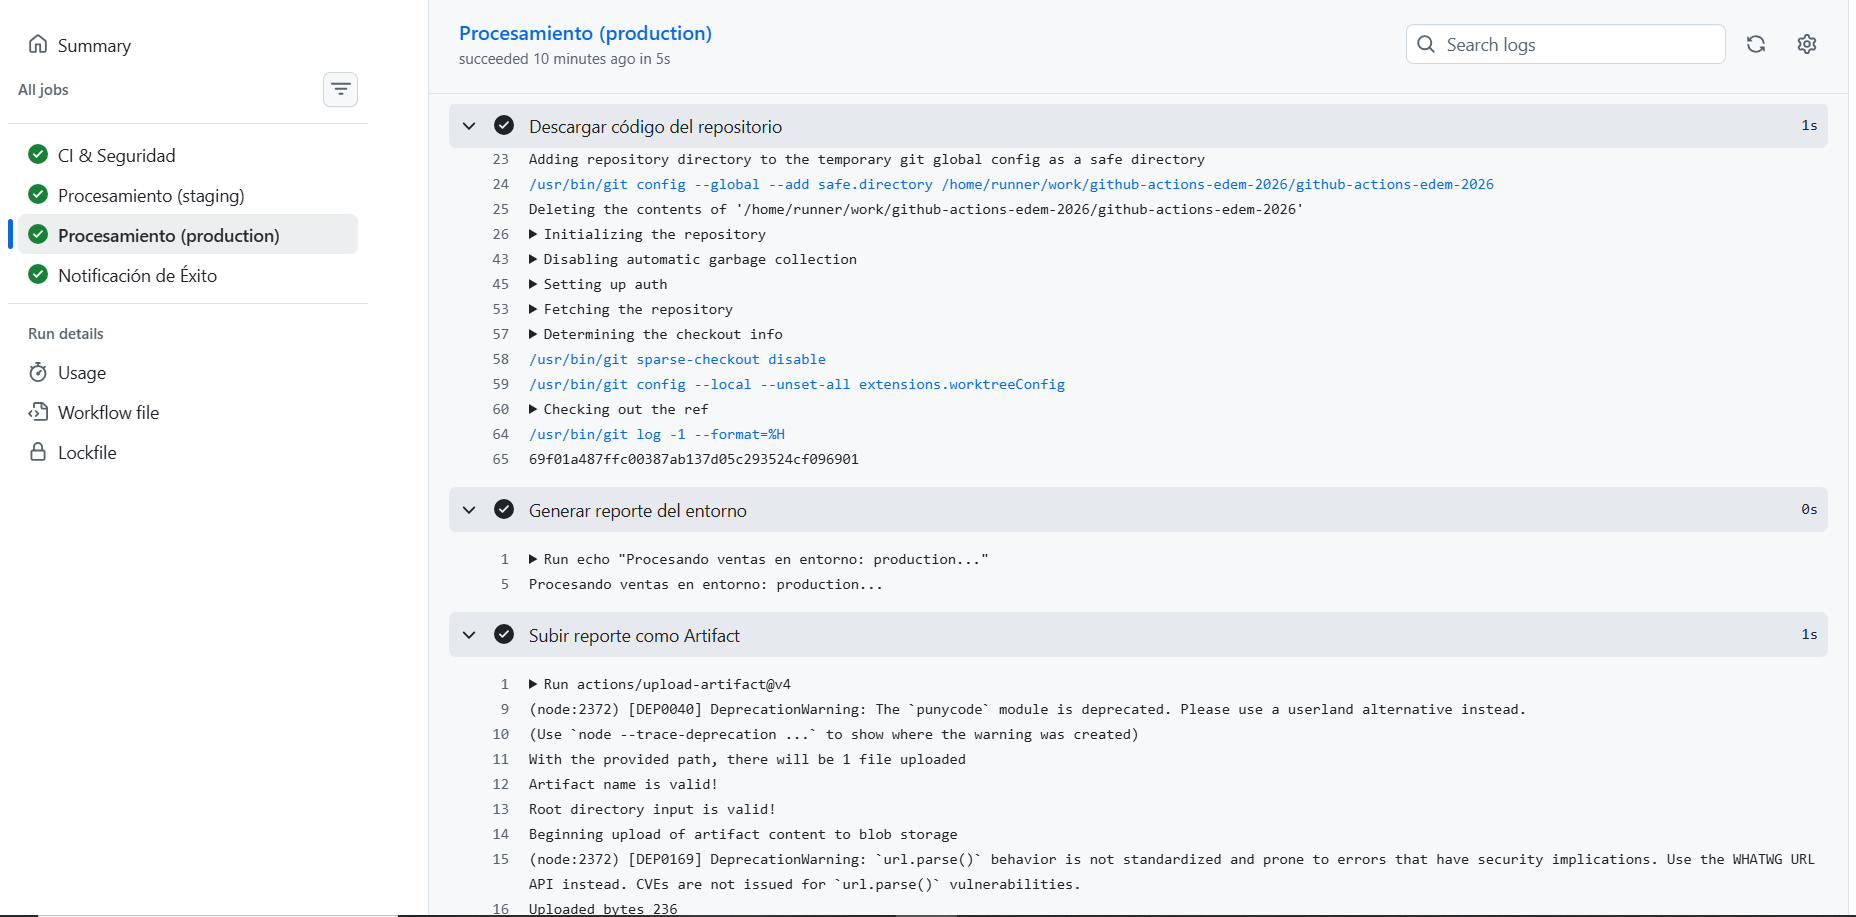 Summary
All jobs
CI & Seguridad
Procesamiento (staging)
Procesamiento (production)
Notificación de Éxito
Run details
Usage
Workflow file
Lockfile
Procesamiento (production)
succeeded 10 minutes ago in 5s
Search logs
Descargar código del repositorio 1s
23 Adding repository directory to the temporary git global config as a safe directory
24 /usr/bin/git config --global --add safe.directory /home/runner/work/github-actions-edem-2026/github-actions-edem-2026
25 Deleting the contents of '/home/runner/work/github-actions-edem-2026/github-actions-edem-2026'
26 Initializing the repository
43 Disabling automatic garbage collection
45 Setting up auth
53 Fetching the repository
57 Determining the checkout info
58 /usr/bin/git sparse-checkout disable
59 /usr/bin/git config --local --unset-all extensions.worktreeConfig
60 Checking out the ref
64 /usr/bin/git log -1 --format=%H
65 69f01a487ffc00387ab137d05c293524cf096901
Generar reporte del entorno 0s
1 Run echo "Procesando ventas en entorno: production..."
5 Procesando ventas en entorno: production...
Subir reporte como Artifact 1s
1 Run actions/upload-artifact@v4
9 (node:2372) [DEP0040] DeprecationWarning: The `punycode` module is deprecated. Please use a userland alternative instead.
10 (Use `node --trace-deprecation ...` to show where the warning was created)
11 With the provided path, there will be 1 file uploaded
12 Artifact name is valid!
13 Root directory input is valid!
14 Beginning upload of artifact content to blob storage
15 (node:2372) [DEP0169] DeprecationWarning: `url.parse()` behavior is not standardized and prone to errors that have security implications. Use the WHATWG URL
API instead. CVEs are not issued for `url.parse()` vulnerabilities.
16 Uploaded bytes 236